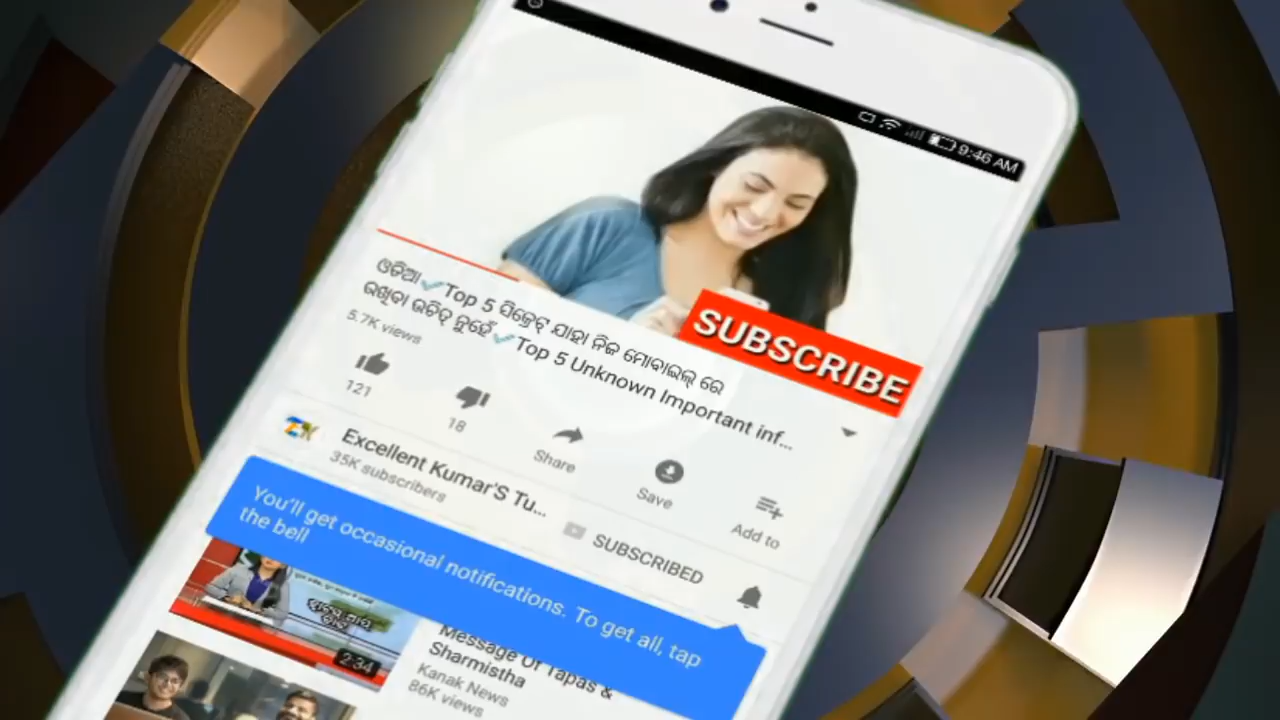 9:46 AM
SUBSCRIBE
ଓଡିଆ ✓Top 5 ସିକ୍ରେଟ୍ ଯାହା ନିଜ ମୋବାଇଲ୍ ରେ
ରଖିବା ଉଚିତ୍ ନୁହେଁ ✓Top 5 Unknown Important inf...
5.7K views
121
18
Share
Save
Add to
Excellent Kumar'S Tu...
35K subscribers
SUBSCRIBED
You'll get occasional notifications. To get all, tap
the bell
2:34
Message Of Tapas &
Sharmistha
Kanak News
86K views